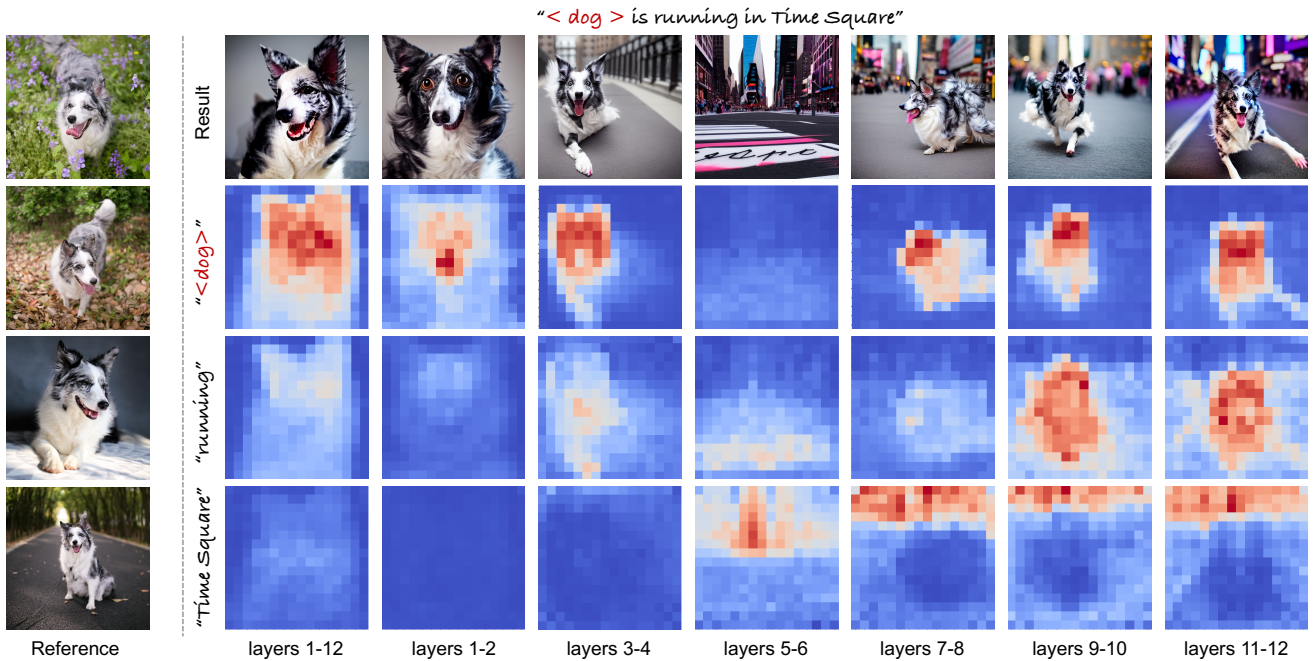 “< dog > is running in Time Square”
Result
“<dog>”
“running”
“Time Square”
Reference
layers 1-12
layers 1-2
layers 3-4
layers 5-6
layers 7-8
layers 9-10
layers 11-12